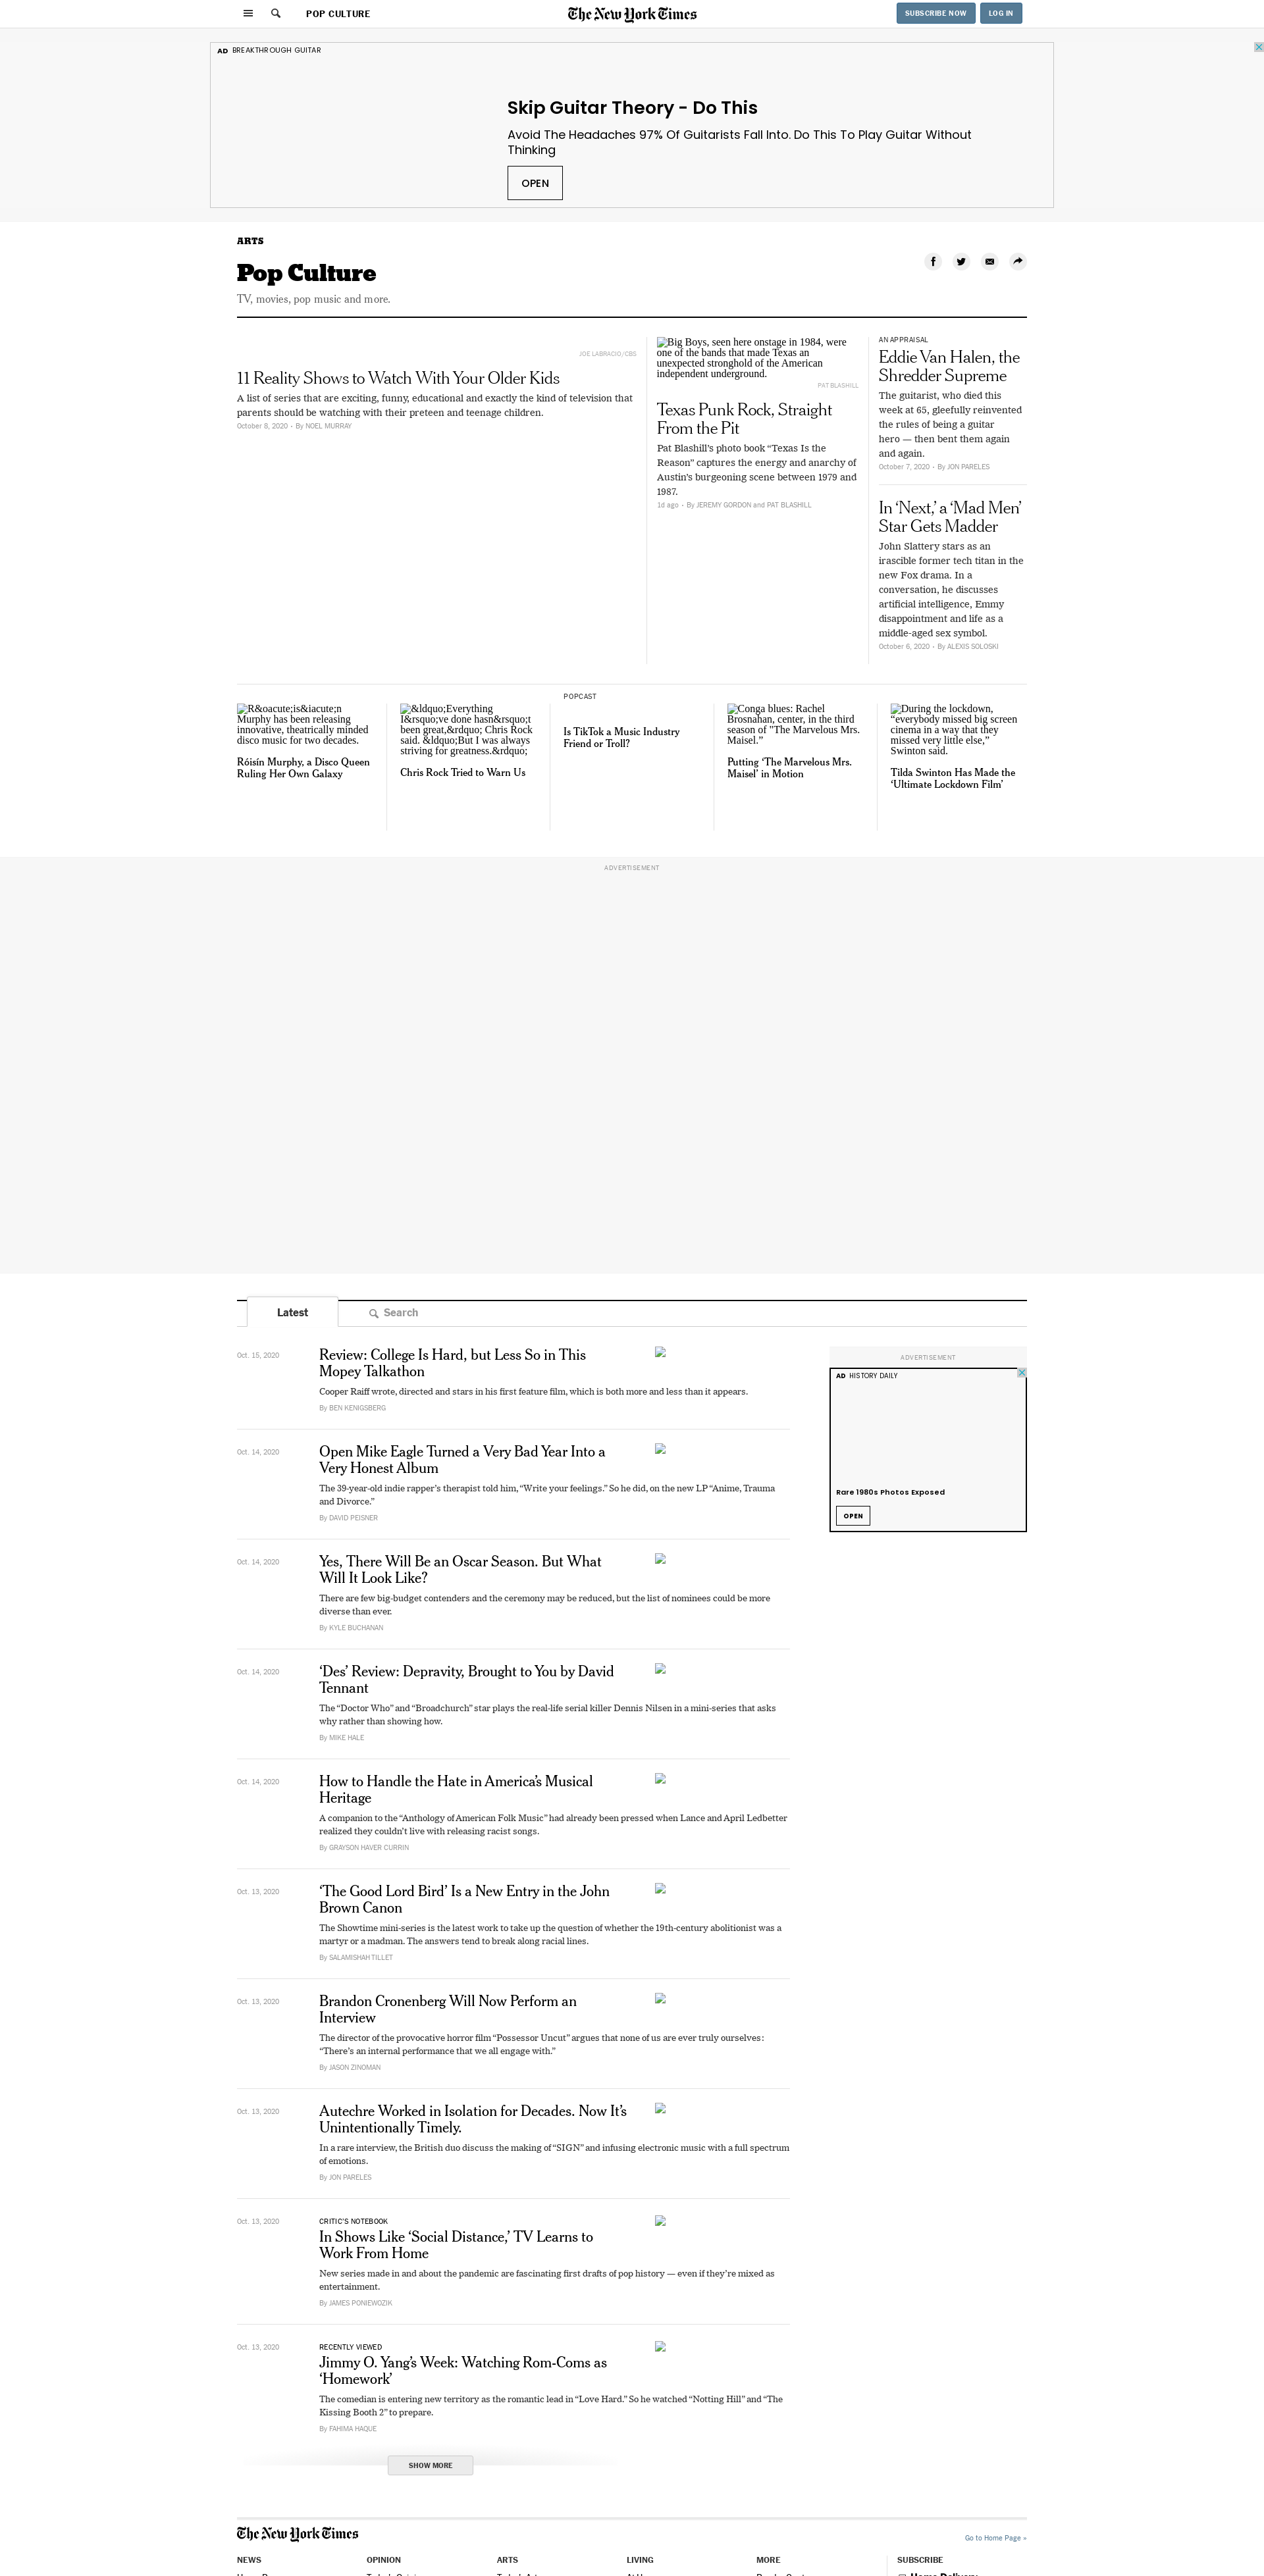 POP CULTURE
The New York Times
SUBSCRIBE NOW
LOG IN
AD BREAKTHROUGH GUITAR
Skip Guitar Theory - Do This
Avoid The Headaches 97% Of Guitarists Fall Into. Do This To Play Guitar Without
Thinking
OPEN
ARTS
Pop Culture
TV, movies, pop music and more.
JOE LABRACIO/CBS
11 Reality Shows to Watch With Your Older Kids
A list of series that are exciting, funny, educational and exactly the kind of television that
parents should be watching with their preteen and teenage children.
October 8, 2020 · By NOEL MURRAY
Big Boys, seen here onstage in 1984, were
one of the bands that made Texas an
unexpected stronghold of the American
independent underground.
PAT BLASHILL
Texas Punk Rock, Straight
From the Pit
Pat Blashill's photo book “Texas Is the
Reason” captures the energy and anarchy of
Austin's burgeoning scene between 1979 and
1987.
1d ago · By JEREMY GORDON and PAT BLASHILL
AN APPRAISAL
Eddie Van Halen, the
Shredder Supreme
The guitarist, who died this
week at 65, gleefully reinvented
the rules of being a guitar
hero — then bent them again
and again.
October 7, 2020 · By JON PARELES
In ‘Next,’ a ‘Mad Men’
Star Gets Madder
John Slattery stars as an
irascible former tech titan in the
new Fox drama. In a
conversation, he discusses
artificial intelligence, Emmy
disappointment and life as a
middle-aged sex symbol.
October 6, 2020 · By ALEXIS SOLOSKI
R&oacute;is&iacute;n
Murphy has been releasing
innovative, theatrically minded
disco music for two decades.
Róisín Murphy, a Disco Queen
Ruling Her Own Galaxy
&ldquo;Everything
I&rsquo;ve done hasn&rsquo;t
been great,&rdquo; Chris Rock
said. &ldquo;But I was always
striving for greatness.&rdquo;
Chris Rock Tried to Warn Us
POPCAST
Is TikTok a Music Industry
Friend or Troll?
Conga blues: Rachel
Brosnahan, center, in the third
season of "The Marvelous Mrs.
Maisel.”
Putting ‘The Marvelous Mrs.
Maisel’ in Motion
During the lockdown,
“everybody missed big screen
cinema in a way that they
missed very little else,”
Swinton said.
Tilda Swinton Has Made the
‘Ultimate Lockdown Film’
ADVERTISEMENT
Latest
Search
Oct. 15, 2020
Review: College Is Hard, but Less So in This
Mopey Talkathon
Cooper Raiff wrote, directed and stars in his first feature film, which is both more and less than it appears.
By BEN KENIGSBERG
ADVERTISEMENT
AD HISTORY DAILY
Rare 1980s Photos Exposed
OPEN
Oct. 14, 2020
Open Mike Eagle Turned a Very Bad Year Into a
Very Honest Album
The 39-year-old indie rapper's therapist told him, “Write your feelings.” So he did, on the new LP “Anime, Trauma
and Divorce.”
By DAVID PEISNER
Oct. 14, 2020
Yes, There Will Be an Oscar Season. But What
Will It Look Like?
There are few big-budget contenders and the ceremony may be reduced, but the list of nominees could be more
diverse than ever.
By KYLE BUCHANAN
Oct. 14, 2020
‘Des’ Review: Depravity, Brought to You by David
Tennant
The “Doctor Who” and “Broadchurch” star plays the real-life serial killer Dennis Nilsen in a mini-series that asks
why rather than showing how.
By MIKE HALE
Oct. 14, 2020
How to Handle the Hate in America's Musical
Heritage
A companion to the “Anthology of American Folk Music” had already been pressed when Lance and April Ledbetter
realized they couldn't live with releasing racist songs.
By GRAYSON HAVER CURRIN
Oct. 13, 2020
‘The Good Lord Bird’ Is a New Entry in the John
Brown Canon
The Showtime mini-series is the latest work to take up the question of whether the 19th-century abolitionist was a
martyr or a madman. The answers tend to break along racial lines.
By SALAMISHAH TILLET
Oct. 13, 2020
Brandon Cronenberg Will Now Perform an
Interview
The director of the provocative horror film “Possessor Uncut” argues that none of us are ever truly ourselves:
“There's an internal performance that we all engage with.”
By JASON ZINOMAN
Oct. 13, 2020
Autechre Worked in Isolation for Decades. Now It's
Unintentionally Timely.
In a rare interview, the British duo discuss the making of “SIGN” and infusing electronic music with a full spectrum
of emotions.
By JON PARELES
Oct. 13, 2020
CRITIC'S NOTEBOOK
In Shows Like ‘Social Distance,’ TV Learns to
Work From Home
New series made in and about the pandemic are fascinating first drafts of pop history — even if they're mixed as
entertainment.
By JAMES PONIEWOZIK
Oct. 13, 2020
RECENTLY VIEWED
Jimmy O. Yang's Week: Watching Rom-Coms as
‘Homework’
The comedian is entering new territory as the romantic lead in “Love Hard.” So he watched “Notting Hill” and “The
Kissing Booth 2” to prepare.
By FAHIMA HAQUE
SHOW MORE
The New York Times
Go to Home Page »
NEWS
OPINION
ARTS
LIVING
MORE
SUBSCRIBE